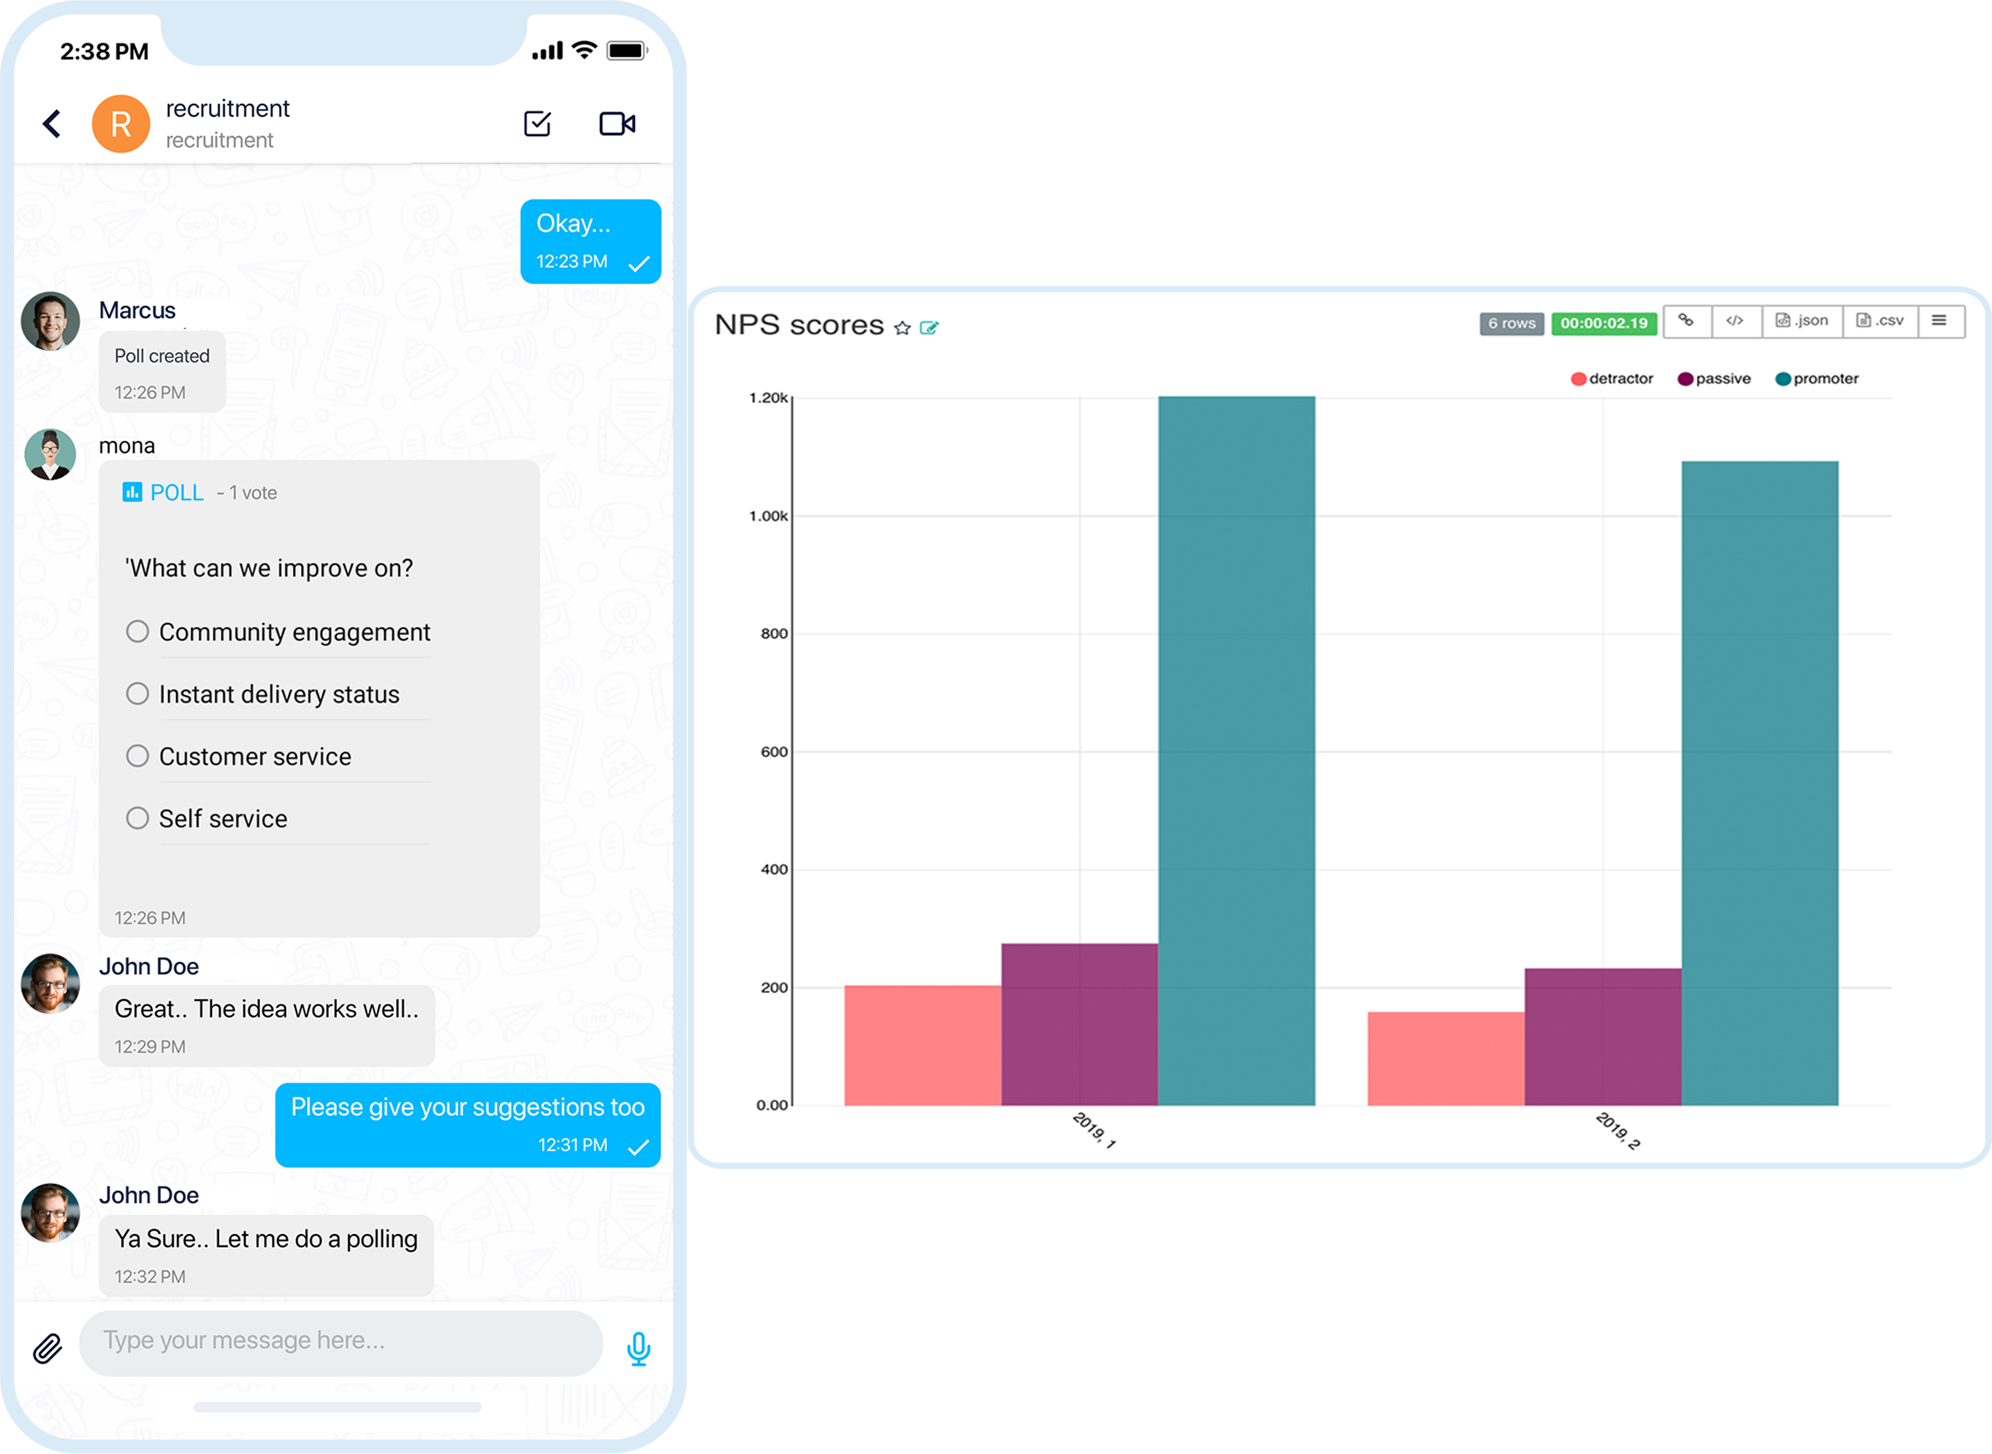 2:38 PM
R
recruitment
recruitment
Okay...
12:23 PM
Marcus
Poll created
12:26 PM
mona
POLL - 1 vote
'What can we improve on?
Community engagement
Instant delivery status
Customer service
Self service
12:26 PM
John Doe
Great.. The idea works well..
12:29 PM
Please give your suggestions too
12:31 PM
John Doe
Ya Sure.. Let me do a polling
12:32 PM
Type your message here...
NPS scores
6 rows
00:00:02.19
</>
.json
.csv
detractor
passive
promoter
1.20k
1.00k
800
600
400
200
0.00
2019, 1
2019, 2